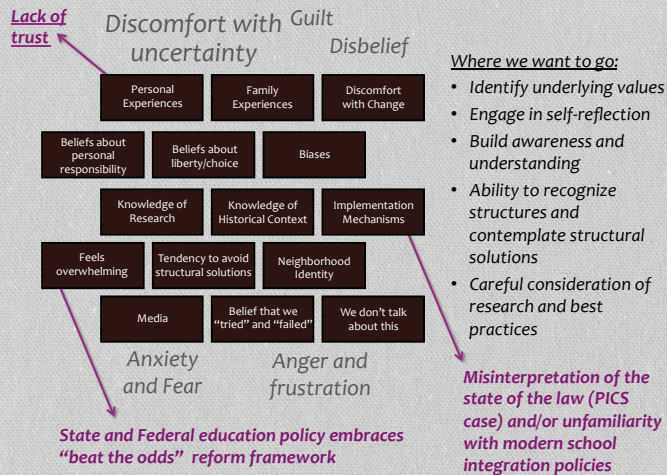 Lack of
trust
Discomfort with
uncertainty
Guilt
Disbelief
Personal
Experiences
Family
Experiences
Discomfort
with Change
Beliefs about
personal
responsibility
Beliefs about
liberty/choice
Biases
Knowledge of
Research
Knowledge of
Historical Context
Implementation
Mechanisms
Feels
overwhelming
Tendency to avoid
structural solutions
Neighborhood
Identity
Media
Belief that we
“tried” and “failed”
We don’t talk
about this
Anxiety
and Fear
Anger and
frustration
State and Federal education policy embraces
“beat the odds” reform framework
Where we want to go:
• Identify underlying values
• Engage in self-reflection
• Build awareness and
understanding
• Ability to recognize
structures and
contemplate structural
solutions
• Careful consideration of
research and best
practices
Misinterpretation of the
state of the law (PICS
case) and/or unfamiliarity
with modern school
integration policies